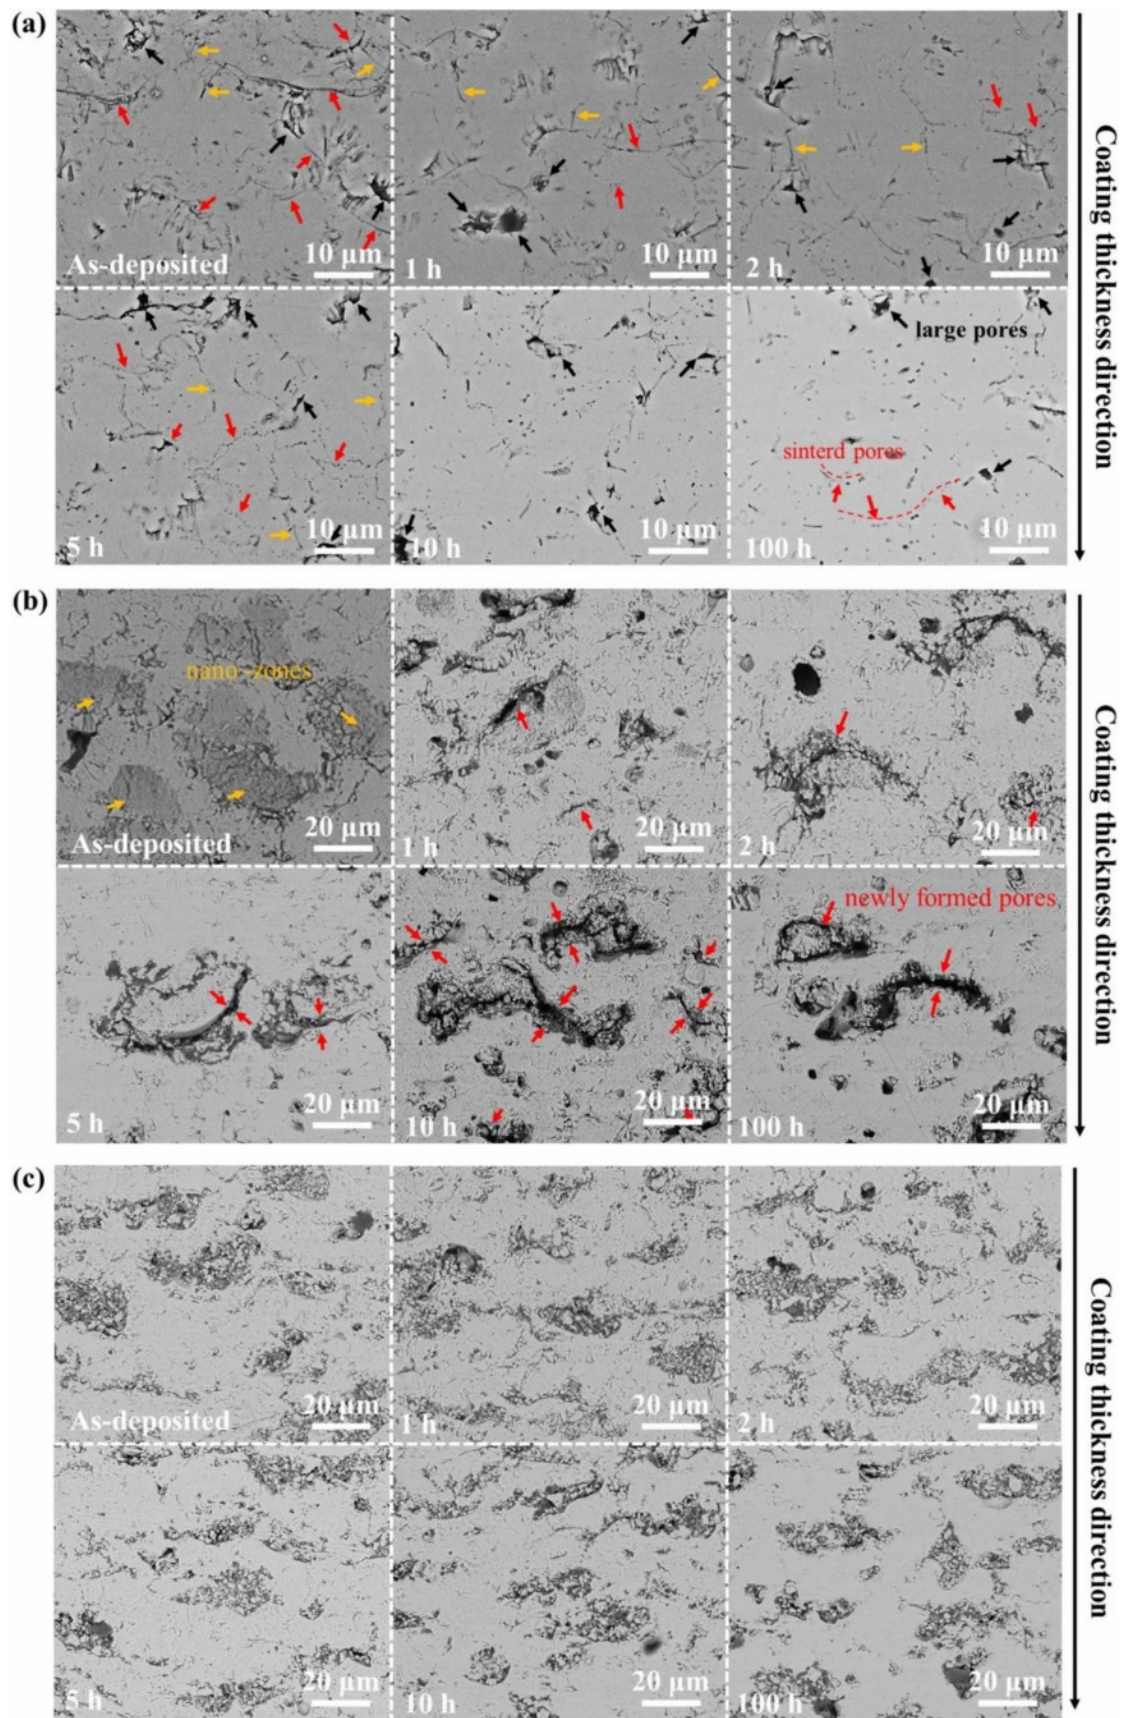 (a)
As-deposited
10 µm
1 h
10 µm
2 h
10 µm
5 h
10 µm
10 h
10 µm
large pores
sinterd pores
100 h
10 µm
Coating thickness direction
(b)
nano -zones
As-deposited
20 µm
1 h
20 µm
2 h
20 µm
5 h
20 µm
10 h
20 µm
newly formed pores
100 h
20 µm
Coating thickness direction
(c)
As-deposited
20 µm
1 h
20 µm
2 h
20 µm
5 h
20 µm
10 h
20 µm
100 h
20 µm
Coating thickness direction